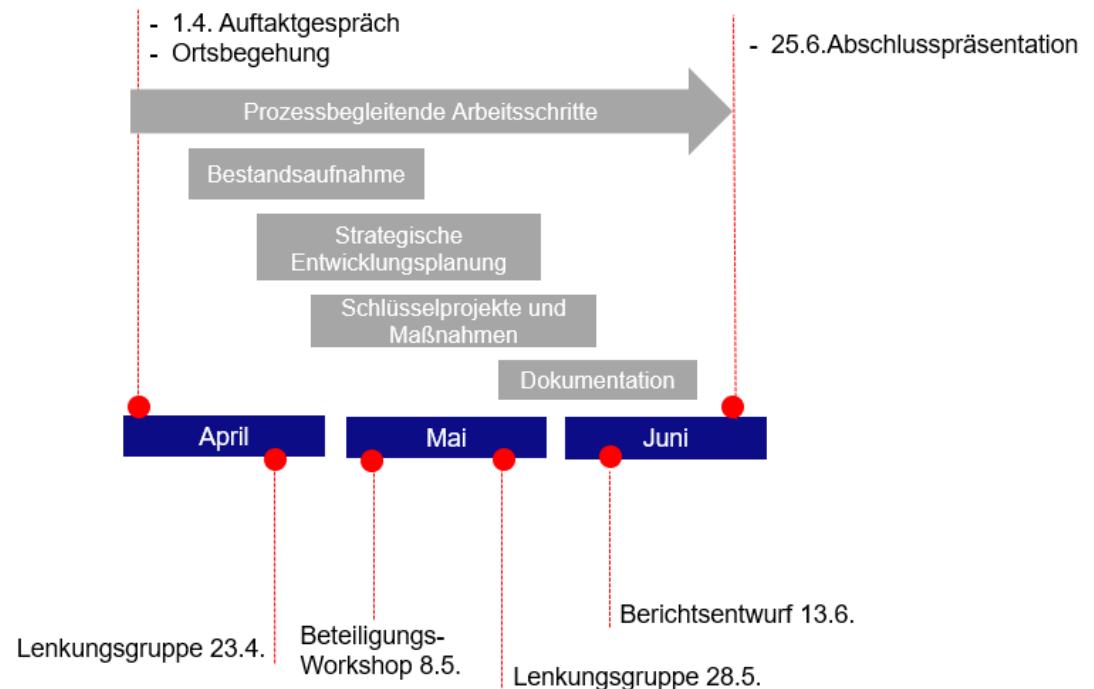 - 1.4. Auftaktgespräch
- Ortsbegehung
- 25.6.Abschlusspräsentation
Prozessbegleitende Arbeitsschritte
Bestandsaufnahme
Strategische
Entwicklungsplanung
Schlüsselprojekte und
Maßnahmen
Dokumentation
April
Mai
Juni
Lenkungsgruppe 23.4.
Beteiligungs-
Workshop 8.5.
Lenkungsgruppe 28.5.
Berichtsentwurf 13.6.